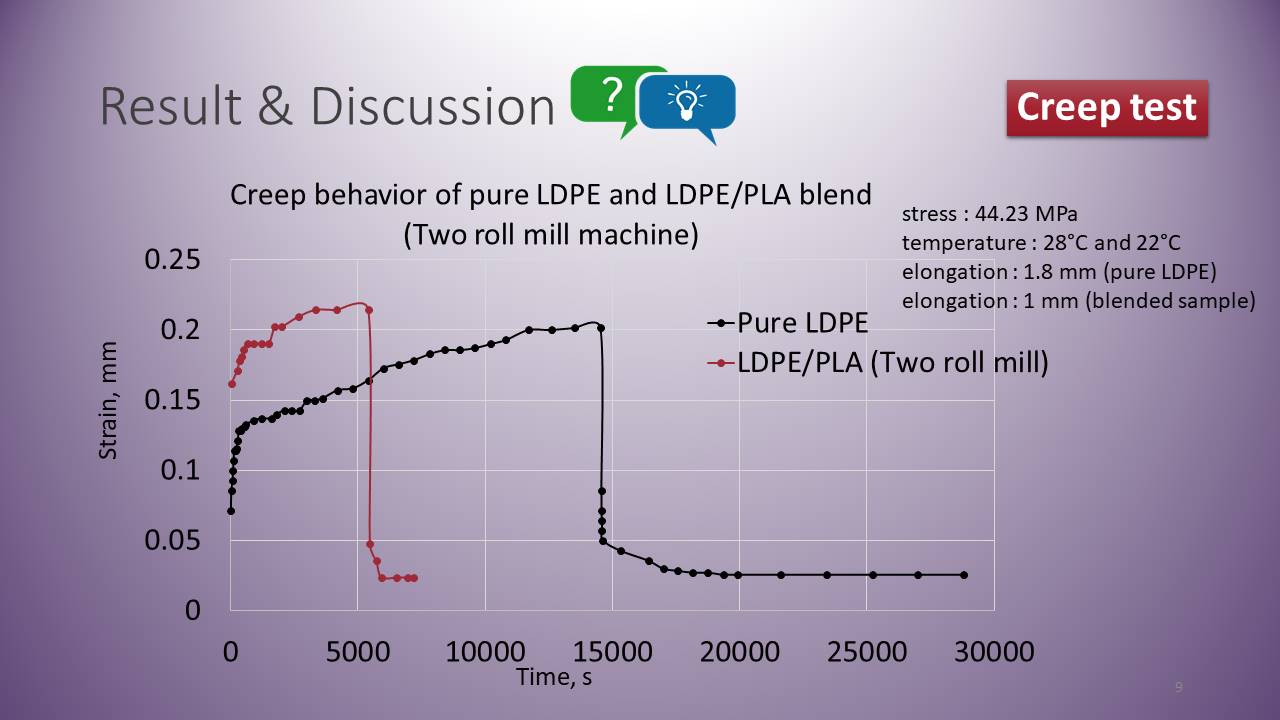 Result & Discussion
?
Creep test
Creep behavior of pure LDPE and LDPE/PLA blend
(Two roll mill machine)
stress : 44.23 MPa
temperature : 28°C and 22°C
elongation : 1.8 mm (pure LDPE)
elongation : 1 mm (blended sample)
Pure LDPE
LDPE/PLA (Two roll mill)
Strain, mm
0.25
0.2
0.15
0.1
0.05
0
0 5000 10000 15000 20000 25000 30000
Time, s
9